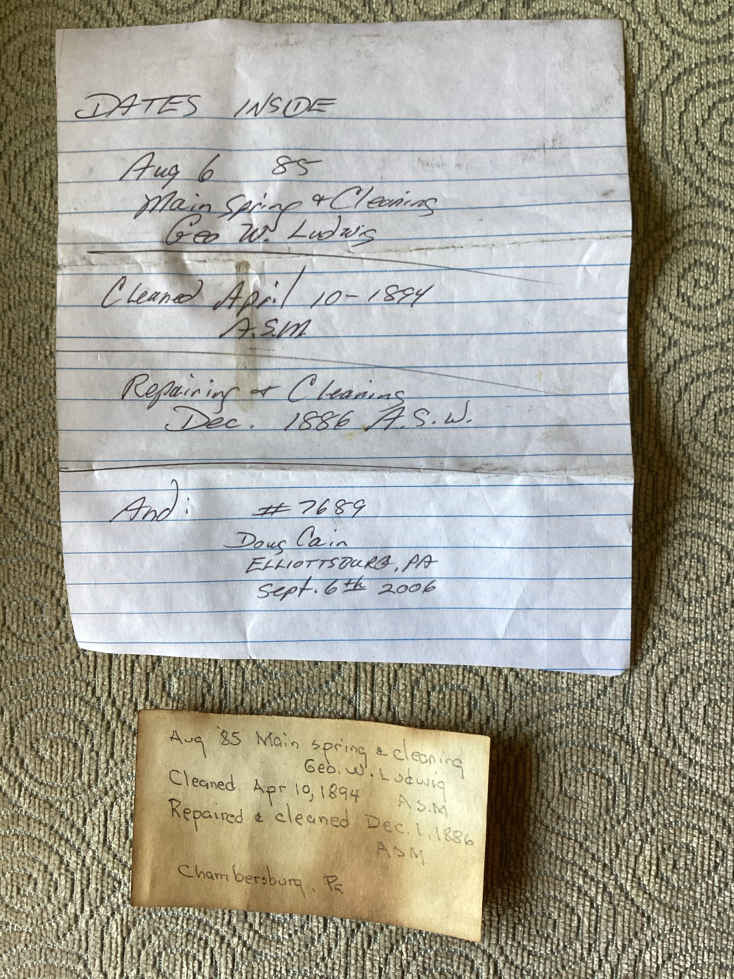 DATES INSIDE
Aug 6 85
Main Spring & Cleaning
Geo W. Ludwig
Cleaned April 10-1894
A.S.M
Repairing & Cleaning
Dec. 1886 A.S.W.
And: # 7689
Doug Cain
ELLIOTTSBURG, PA
Sept. 6th 2006
Aug '85 Main spring & cleaning
Geo. W. Ludwig
Cleaned Apr 10, 1894 A.S.M
Repaired & cleaned Dec. 1, 1886
ASM
Chambersburg, Pa